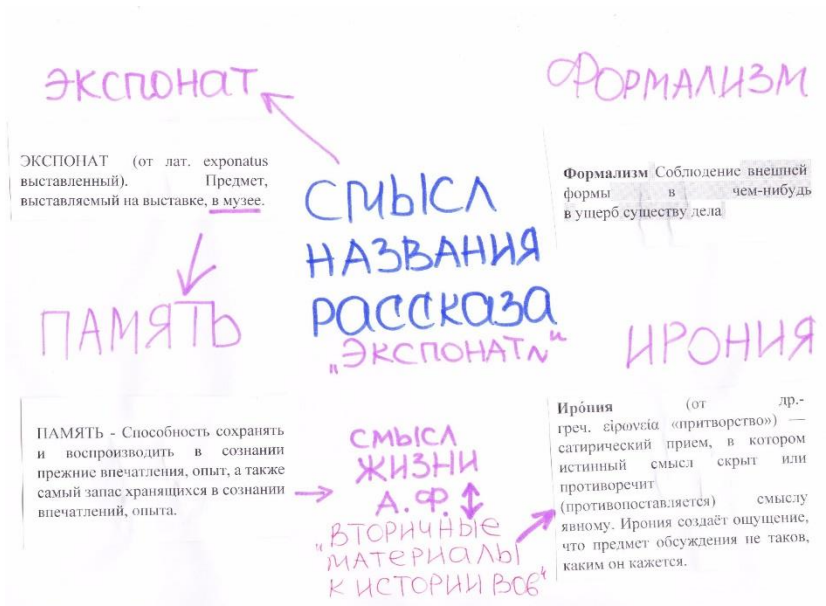 ЭКСПОНАТ
ЭКСПОНАТ (от лат. exponatus
выставленный). Предмет,
выставляемый на выставке, в музее.
ФОРМАЛИЗМ
Формализм Соблюдение внешней
формы в чем-нибудь
в ущерб существу дела
СМЫСЛ
НАЗВАНИЯ
РАССКАЗА
„ЭКСПОНАТ№“
ПАМЯТЬ
ПАМЯТЬ - Способность сохранять
и воспроизводить в сознании
прежние впечатления, опыт, а также
самый запас хранящихся в сознании
впечатлений, опыта.
СМЫСЛ
ЖИЗНИ
А.Ф.
„ВТОРИЧНЫЕ
МАТЕРИАЛЫ
К ИСТОРИИ ВОВ“
ИРОНИЯ
Иро́ния (от др.-
греч. εἰρωνεία «притворство») —
сатирический прием, в котором
истинный смысл скрыт или
противоречит
(противопоставляется) смыслу
явному. Ирония создаёт ощущение,
что предмет обсуждения не таков,
каким он кажется.